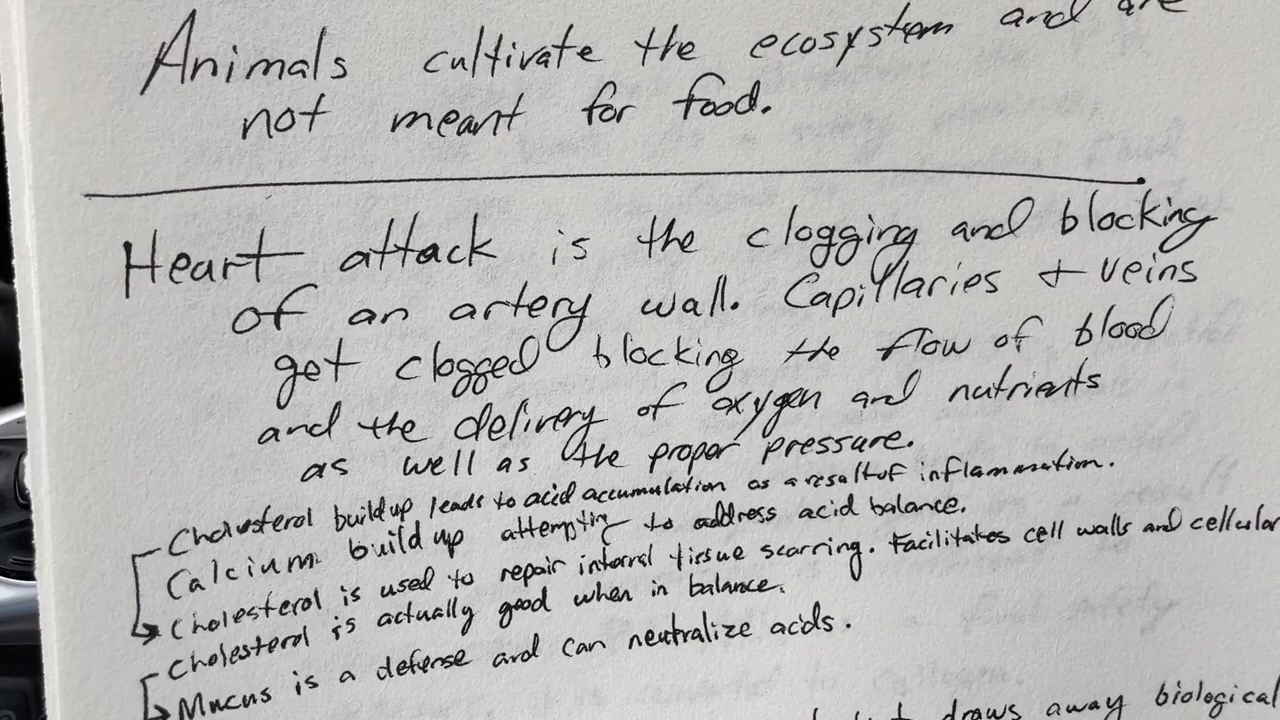 Animals cultivate the ecosystem and are
not meant for food.
Heart attack is the clogging and blocking
of an artery wall. Capillaries + veins
get clogged blocking the flow of blood
and the delivery of oxygen and nutrients
as well as the proper pressure.
Cholesterol buildup leads to acid accumulation as a result of inflammation.
Calcium build up attempting to address acid balance.
Cholesterol is used to repair internal tissue scarring. Facilitates cell walls and cellular
Cholesterol is actually good when in balance.
Mucus is a defense and can neutralize acids.
draws away biological